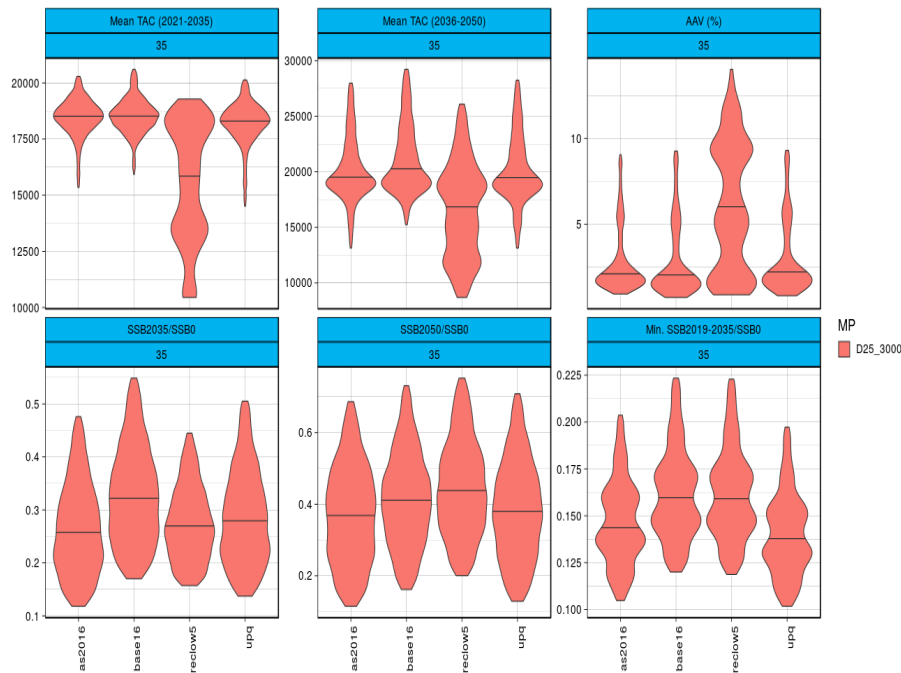 Mean TAC (2021-2035)
35
Mean TAC (2036-2050)
35
AAV (%)
35
20000
17500
15000
12500
10000
30000
25000
20000
15000
10000
10
5
SSB2035/SSB0
35
SSB2050/SSB0
35
Min. SSB2019-2035/SSB0
35
0.5
0.4
0.3
0.2
0.1
0.6
0.4
0.2
0.225
0.200
0.175
0.150
0.125
0.100
MP
D25_3000
as2016
base16
reclow5
upq
as2016
base16
reclow5
upq
as2016
base16
reclow5
upq